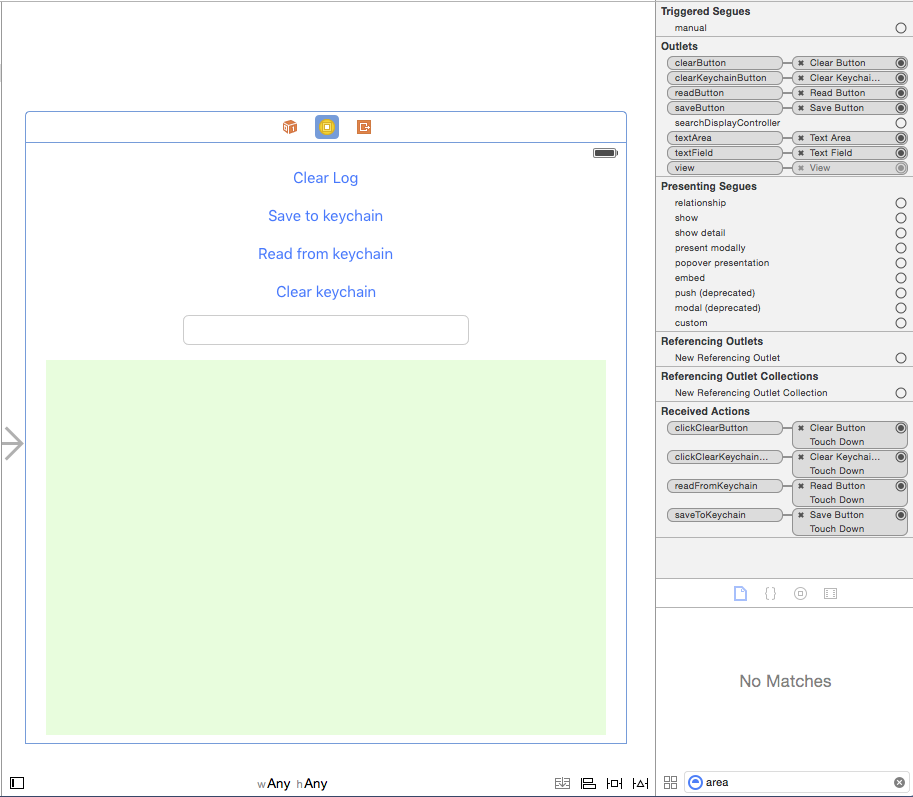 Clear Log
Save to keychain
Read from keychain
Clear keychain
wAny hAny
Triggered Segues
manual
Outlets
clearButton Clear Button
clearKeychainButton Clear Keychai...
readButton Read Button
saveButton Save Button
searchDisplayController
textArea Text Area
textField Text Field
view View
Presenting Segues
relationship
show
show detail
present modally
popover presentation
embed
push (deprecated)
modal (deprecated)
custom
Referencing Outlets
New Referencing Outlet
Referencing Outlet Collections
New Referencing Outlet Collection
Received Actions
clickClearButton Clear Button
Touch Down
clickClearKeychain... Clear Keychai...
Touch Down
readFromKeychain Read Button
Touch Down
saveToKeychain Save Button
Touch Down
{ }
No Matches
area